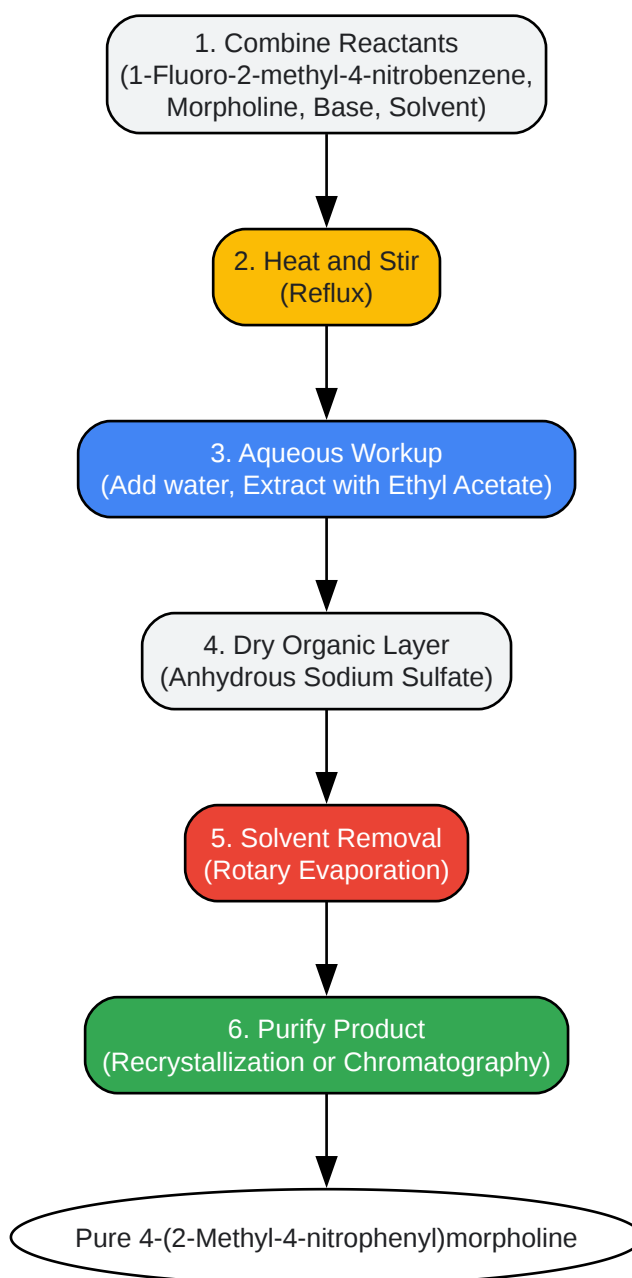 1. Combine Reactants
(1-Fluoro-2-methyl-4-nitrobenzene,
Morpholine, Base, Solvent)
2. Heat and Stir
(Reflux)
3. Aqueous Workup
(Add water, Extract with Ethyl Acetate)
4. Dry Organic Layer
(Anhydrous Sodium Sulfate)
5. Solvent Removal
(Rotary Evaporation)
6. Purify Product
(Recrystallization or Chromatography)
Pure 4-(2-Methyl-4-nitrophenyl)morpholine